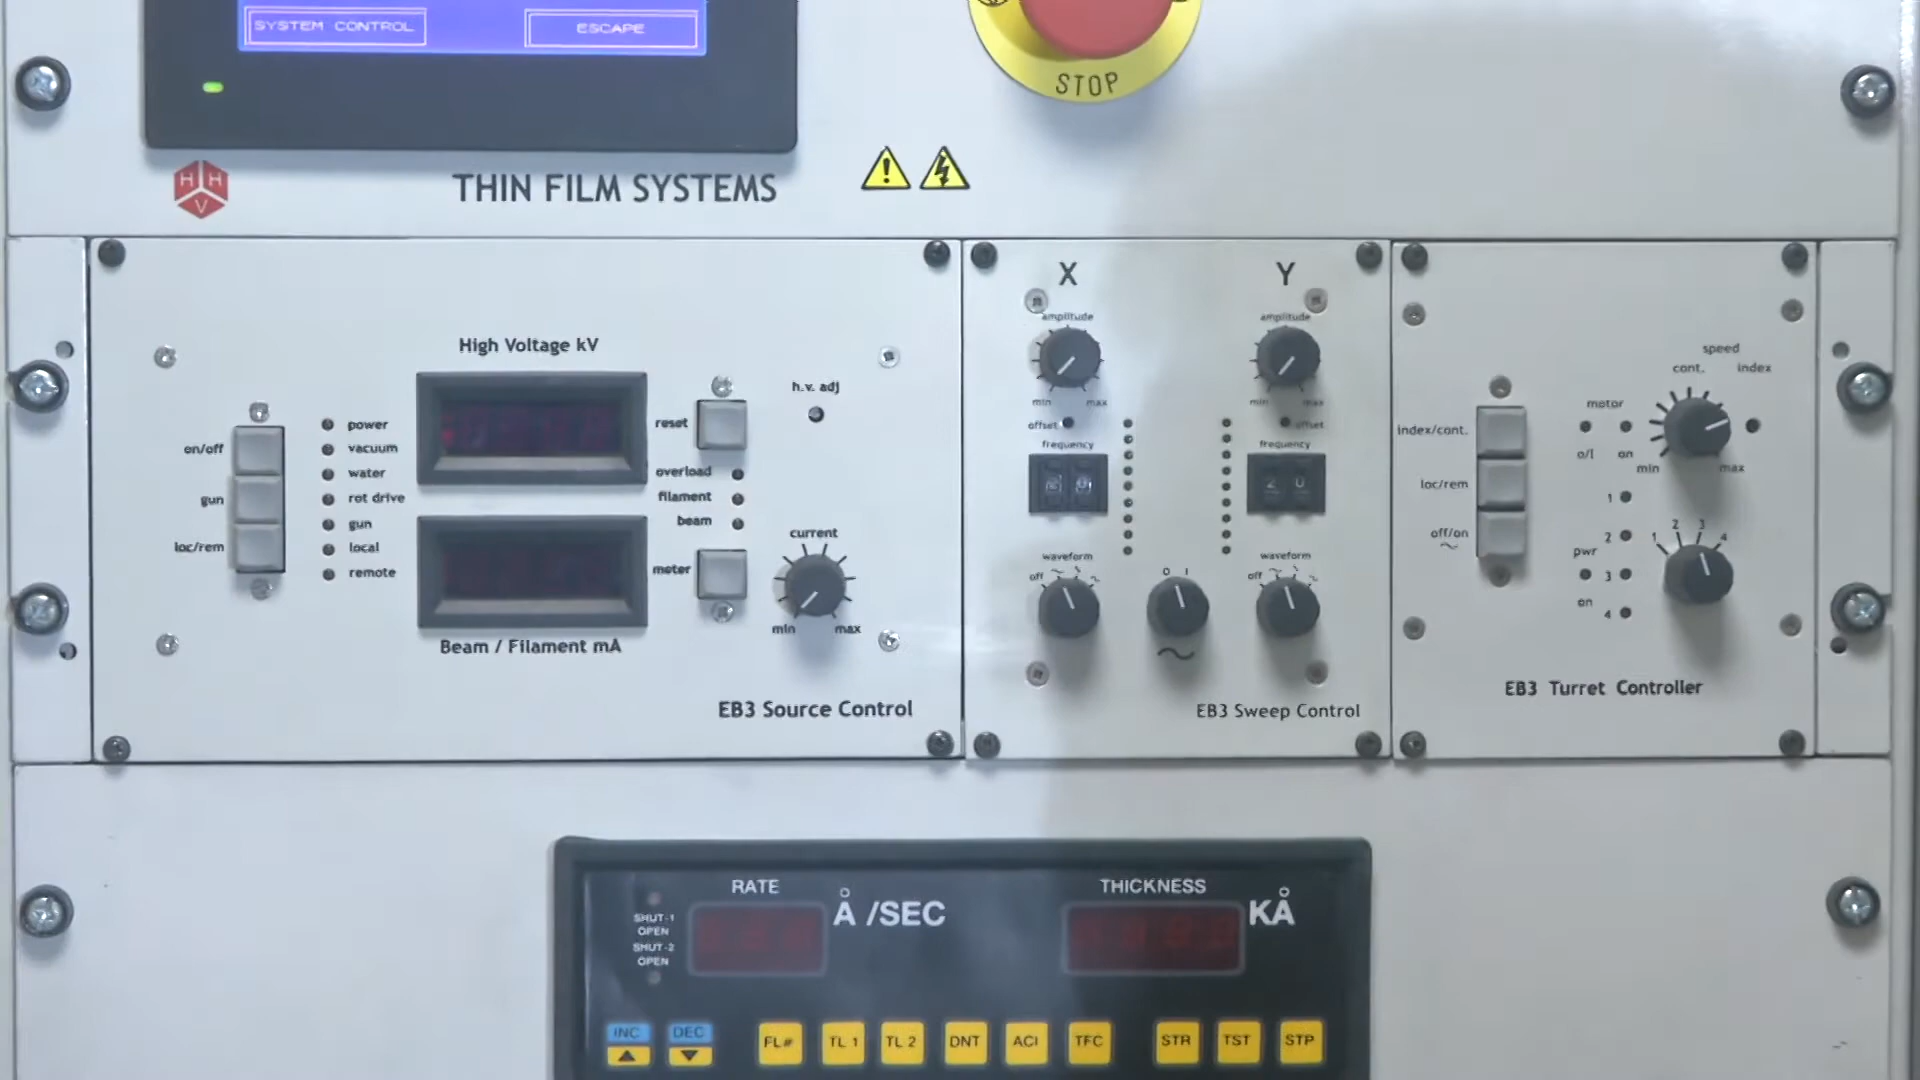 SYSTEM CONTROL
ESCAPE
STOP
H H
V
THIN FILM SYSTEMS
High Voltage kV
on/off
gun
loc/rem
power
vacuum
water
rot drive
gun
local
remote
reset
overload
filament
beam
meter
Beam / Filament mA
h.v. adj
current
min max
EB3 Source Control
X
amplitude
min max
offset
frequency
waveform
off
0 1
Y
amplitude
min max
offset
frequency
2 0
waveform
off
EB3 Sweep Control
index/cont.
loc/rem
off/on
motor
o/l on
1
2
pwr
3
on
4
speed
cont. index
min max
1 2 3 4
EB3 Turret Controller
RATE
Å /SEC
THICKNESS
KÅ
SHUT-1
OPEN
SHUT-2
OPEN
INC DEC FL# TL 1 TL 2 DNT ACI TFC STR TST STP